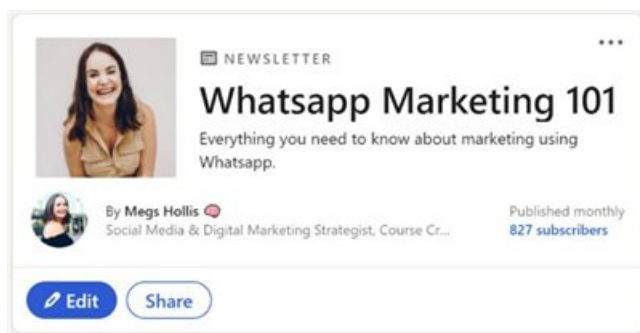 NEWSLETTER
Whatsapp Marketing 101
Everything you need to know about marketing using
Whatsapp.
By Megs Hollis 🧠
Social Media & Digital Marketing Strategist, Course Cr...
Published monthly
827 subscribers
Edit
Share